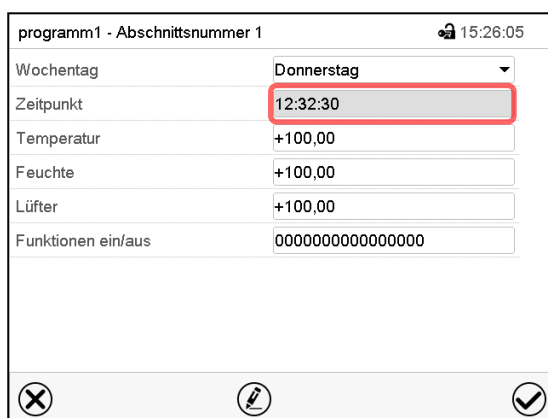 programm1 - Abschnittsnummer 1 15:26:05
Wochentag Donnerstag
Zeitpunkt 12:32:30
Temperatur +100,00
Feuchte +100,00
Lüfter +100,00
Funktionen ein/aus 0000000000000000